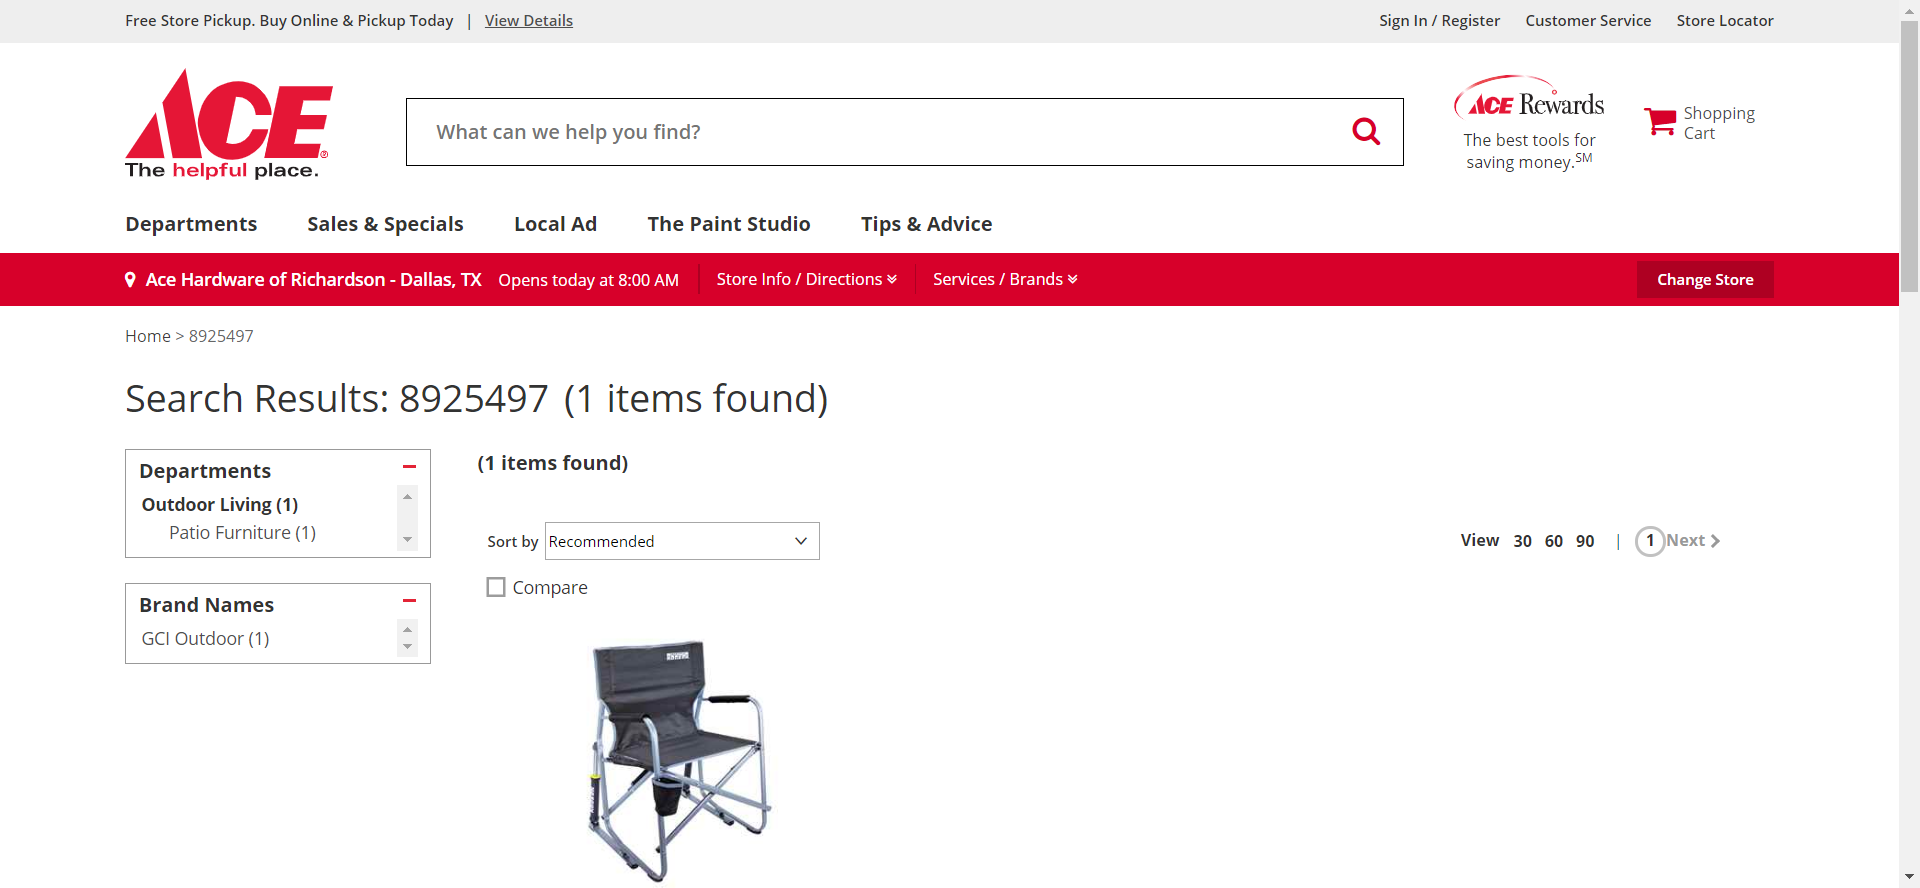 Free Store Pickup. Buy Online & Pickup Today | View Details
Sign In / Register Customer Service Store Locator
ACE
The helpful place.
What can we help you find?
ACE Rewards
The best tools for
saving money.SM
Shopping
Cart
Departments Sales & Specials Local Ad The Paint Studio Tips & Advice
Ace Hardware of Richardson - Dallas, TX Opens today at 8:00 AM Store Info / Directions Services / Brands Change Store
Home > 8925497
Search Results: 8925497 (1 items found)
Departments
Outdoor Living (1)
Patio Furniture (1)
Brand Names
GCI Outdoor (1)
(1 items found)
Sort by Recommended
View 30 60 90 | 1 Next
Compare